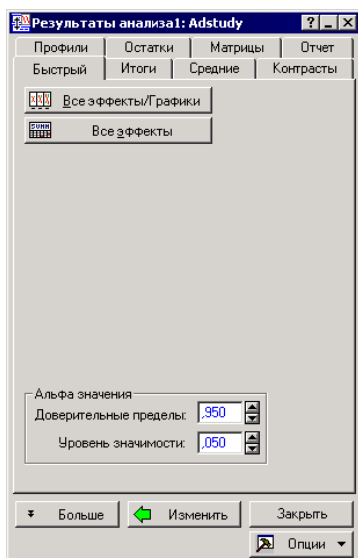 Результаты анализа1: Adstudy
Профили Остатки Матрицы Отчет
Быстрый Итоги Средние Контрасты
Все эффекты/Графики
SUMM Все эффекты
Альфа значения
Доверительные пределы: ,950
Уровень значимости: ,050
Больше Изменить Закрыть
Опции